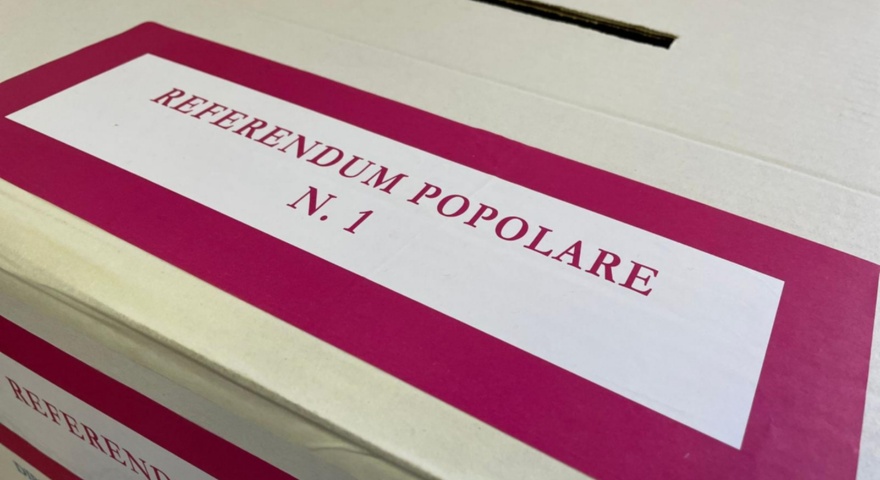 REFERENDUM POPOLARE
N. 1